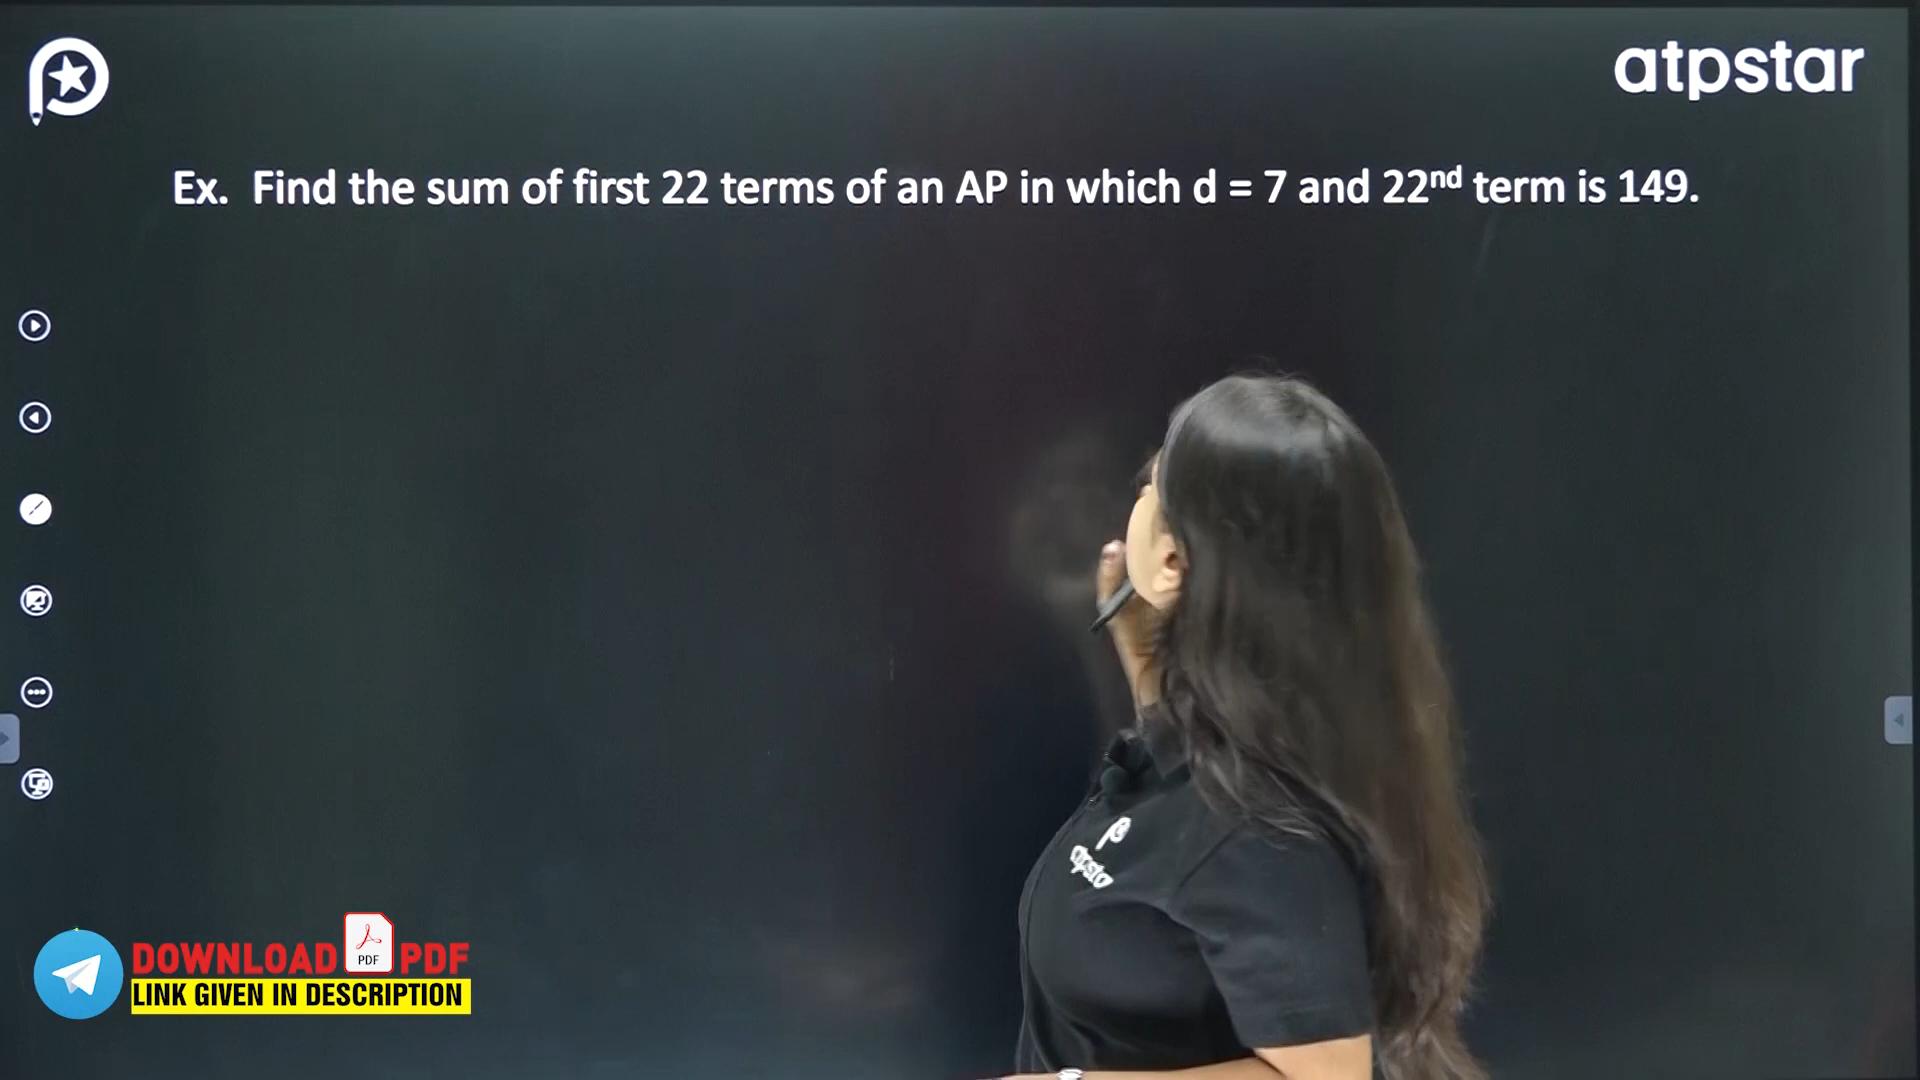 atpstar
Ex. Find the sum of first 22 terms of an AP in which d = 7 and 22nd term is 149.
DOWNLOAD PDF PDF
LINK GIVEN IN DESCRIPTION